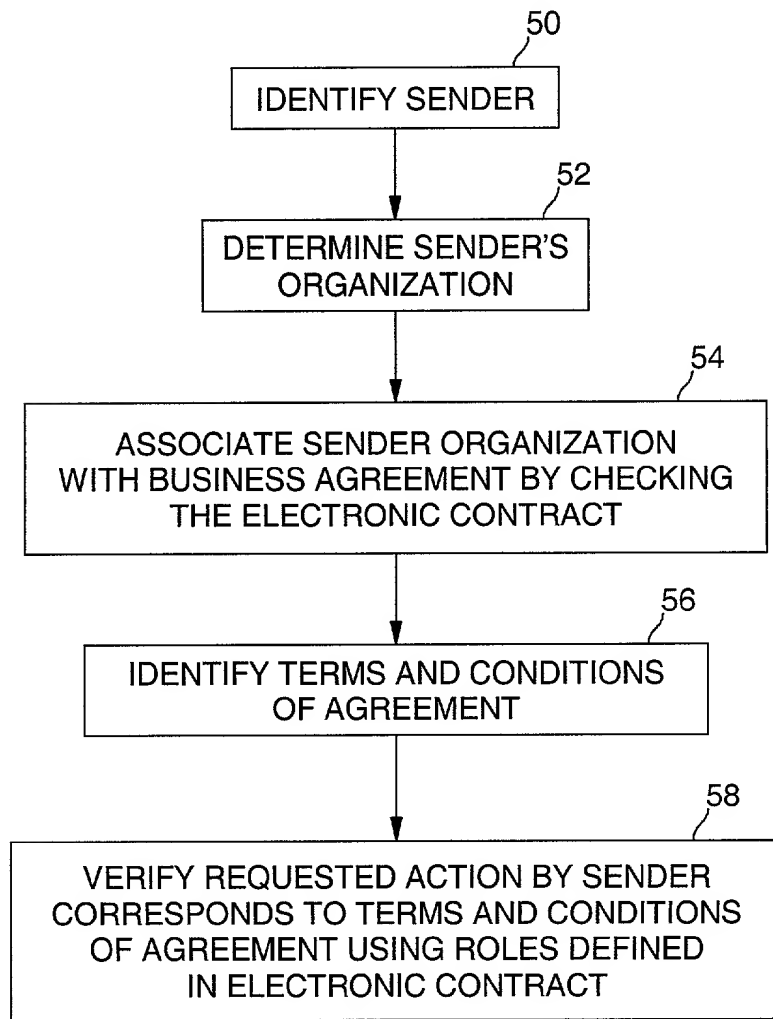 50
IDENTIFY SENDER
52
DETERMINE SENDER'S
ORGANIZATION
54
ASSOCIATE SENDER ORGANIZATION
WITH BUSINESS AGREEMENT BY CHECKING
THE ELECTRONIC CONTRACT
56
IDENTIFY TERMS AND CONDITIONS
OF AGREEMENT
58
VERIFY REQUESTED ACTION BY SENDER
CORRESPONDS TO TERMS AND CONDITIONS
OF AGREEMENT USING ROLES DEFINED
IN ELECTRONIC CONTRACT